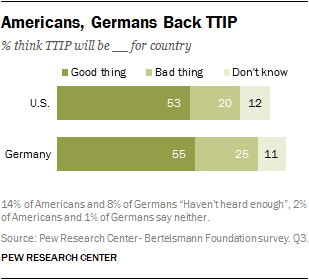 Americans, Germans Back TTIP
% think TTIP will be __ for country
Good thing Bad thing Don't know
U.S. 53 20 12
Germany 55 25 11
14% of Americans and 8% of Germans "Haven't heard enough", 2%
of Americans and 1% of Germans say neither.
Source: Pew Research Center- Bertelsmann Foundation survey. Q3.
PEW RESEARCH CENTER